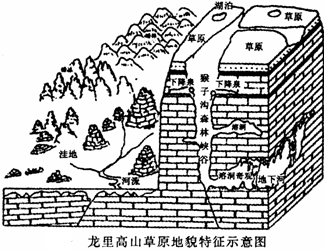 湖泊
草原
草原
草原
下降泉
下降泉
猴子沟森林峡谷
溶洞
洼地
河流
溶洞奇观
地下河
龙里高山草原地貌特征示意图